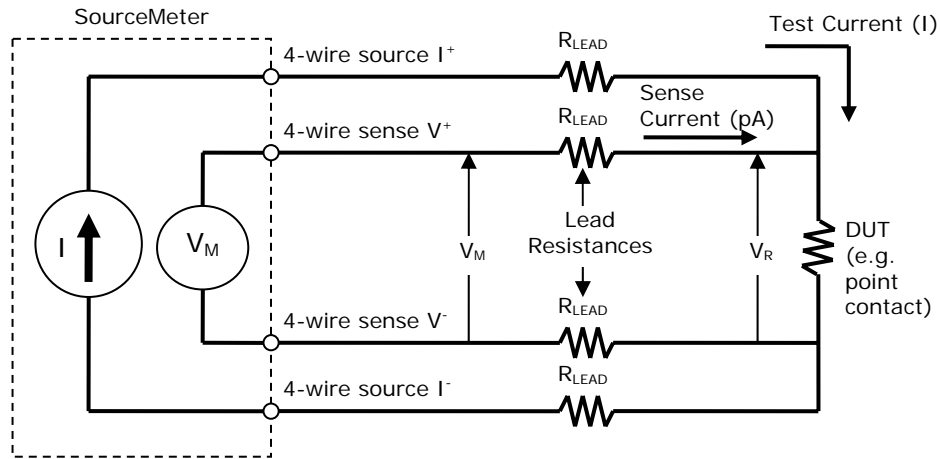 SourceMeter
4-wire source I+
RLEAD
Test Current (I)
Sense
Current (pA)
4-wire sense V+
RLEAD
I
VM
VM
Lead
Resistances
VR
DUT
(e.g.
point
contact)
4-wire sense V-
RLEAD
4-wire source I-
RLEAD